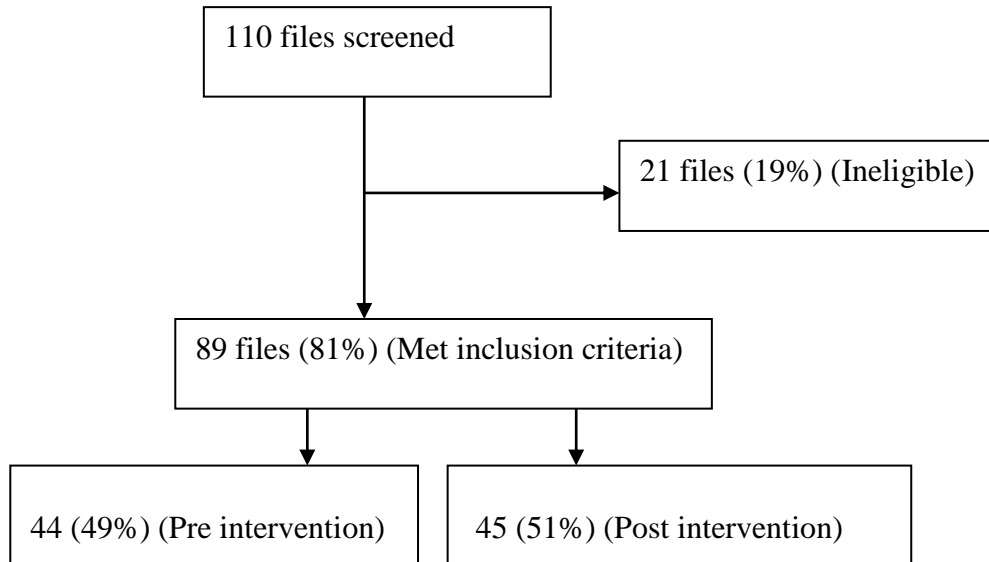 110 files screened
21 files (19%) (Ineligible)
89 files (81%) (Met inclusion criteria)
44 (49%) (Pre intervention)
45 (51%) (Post intervention)